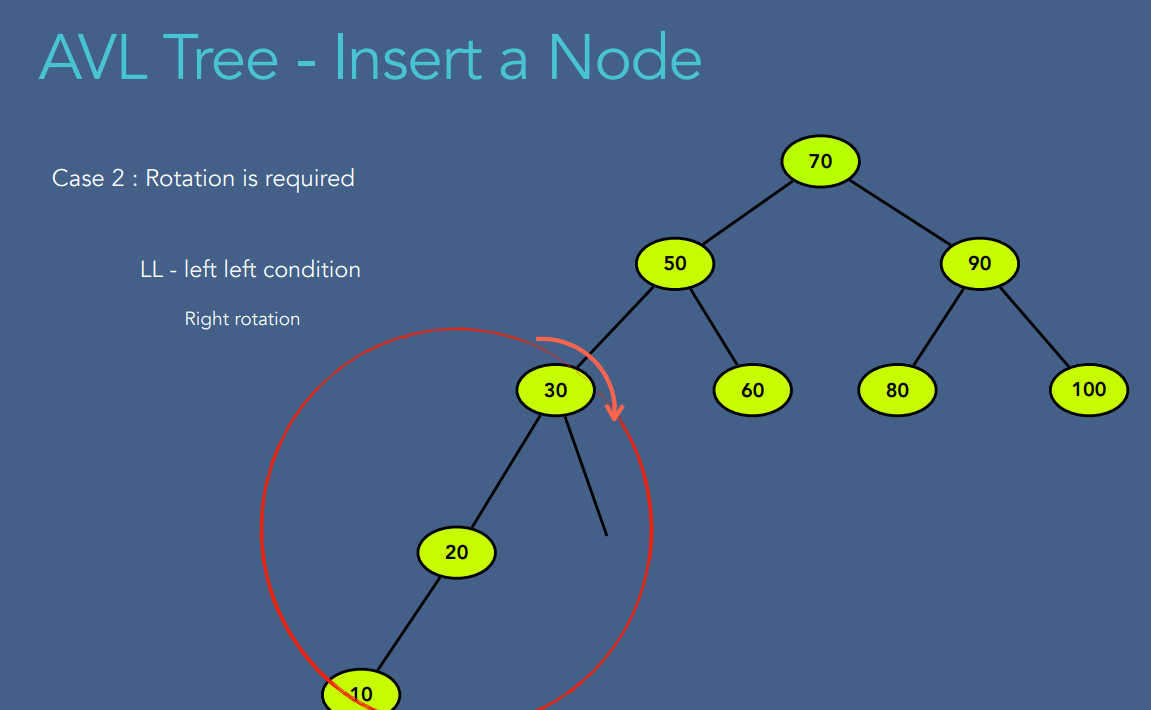 AVL Tree - Insert a Node
Case 2 : Rotation is required
LL - left left condition
Right rotation
70
50
90
30
60
80
100
20
10